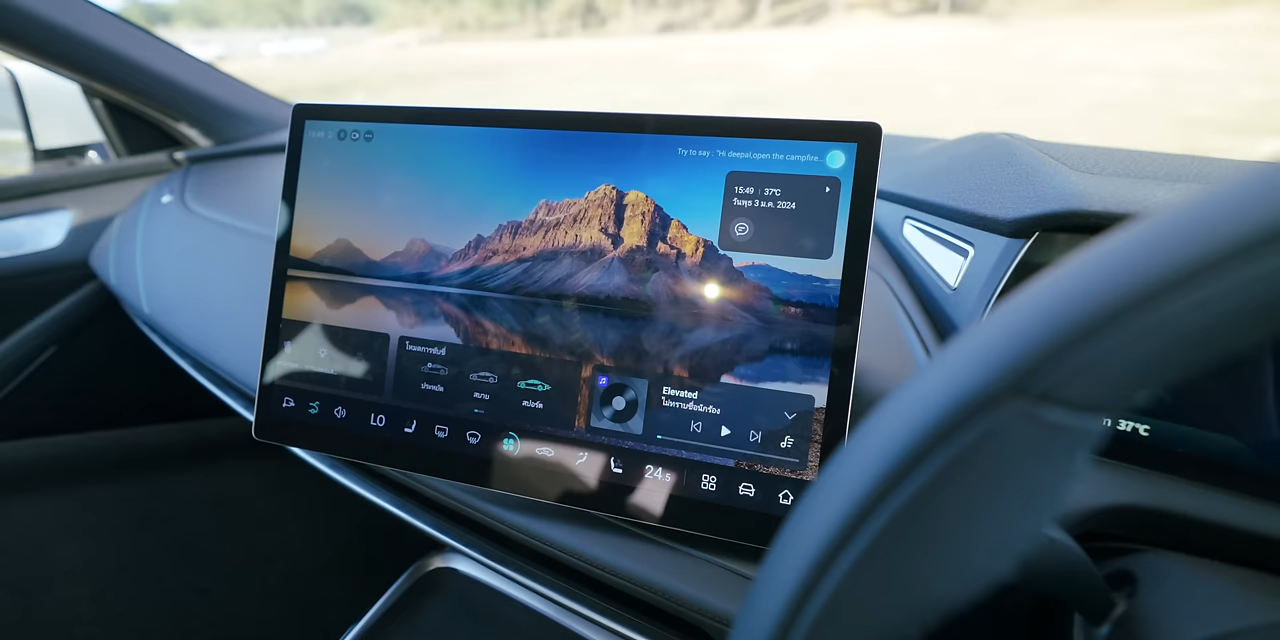 15:49
Try to say : "Hi deepal,open the campfire...
15:49 37℃
วันพุธ 3 ม.ค. 2024
โหมดการขับขี่
ประหยัด
สบาย
สปอร์ต
Elevated
ไม่ทราบชื่อนักร้อง
LO
24.5
37℃